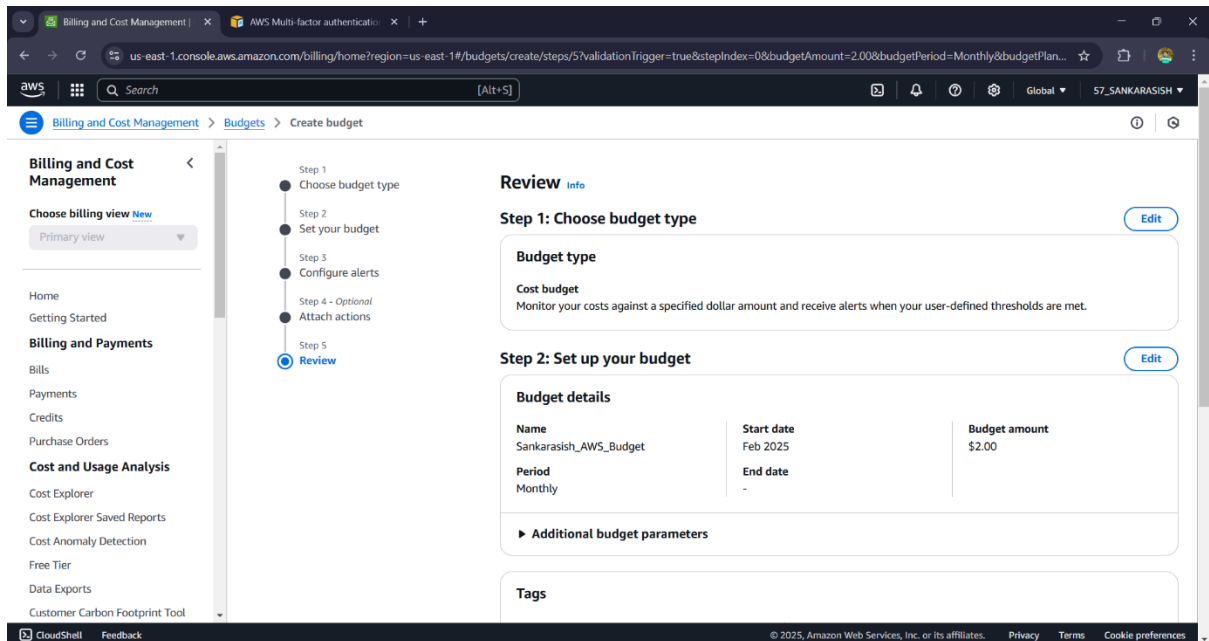 Billing and Cost Management |
AWS Multi-factor authentication
us-east-1.console.aws.amazon.com/billing/home?region=us-east-1#/budgets/create/steps/5?validationTrigger=true&stepIndex=0&budgetAmount=2.00&budgetPeriod=Monthly&budgetPlan...
aws
Search
[Alt+S]
Global
57_SANKARASISH
Billing and Cost Management > Budgets > Create budget
Billing and Cost
Management
Choose billing view New
Primary view
Home
Getting Started
Billing and Payments
Bills
Payments
Credits
Purchase Orders
Cost and Usage Analysis
Cost Explorer
Cost Explorer Saved Reports
Cost Anomaly Detection
Free Tier
Data Exports
Customer Carbon Footprint Tool
Step 1
Choose budget type
Step 2
Set your budget
Step 3
Configure alerts
Step 4 - Optional
Attach actions
Step 5
Review
Review Info
Step 1: Choose budget type
Edit
Budget type
Cost budget
Monitor your costs against a specified dollar amount and receive alerts when your user-defined thresholds are met.
Step 2: Set up your budget
Edit
Budget details
Name
Sankarasish_AWS_Budget
Period
Monthly
Start date
Feb 2025
End date
-
Budget amount
$2.00
Additional budget parameters
Tags
CloudShell
Feedback
© 2025, Amazon Web Services, Inc. or its affiliates.
Privacy
Terms
Cookie preferences